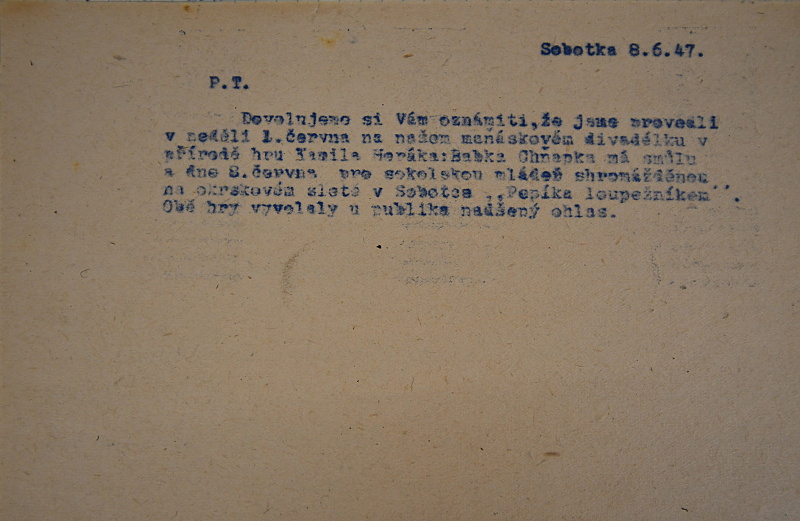 Sobotka 8.6.47.
P.T.
Dovolujeme si Vám oznámiti,že jsme provedli
v neděli 1.června na našem maňáskovém divadélku v
přírodě hru Kamila Horáka:Babka Chňapka má smůlu
a dne 8.června pro sokolskou mládež shromážděnou
na okrskovém sletě v Sobotce ,,Pepíka loupežníkem´´.
Obě hry vyvolaly u publika nadšený ohlas.